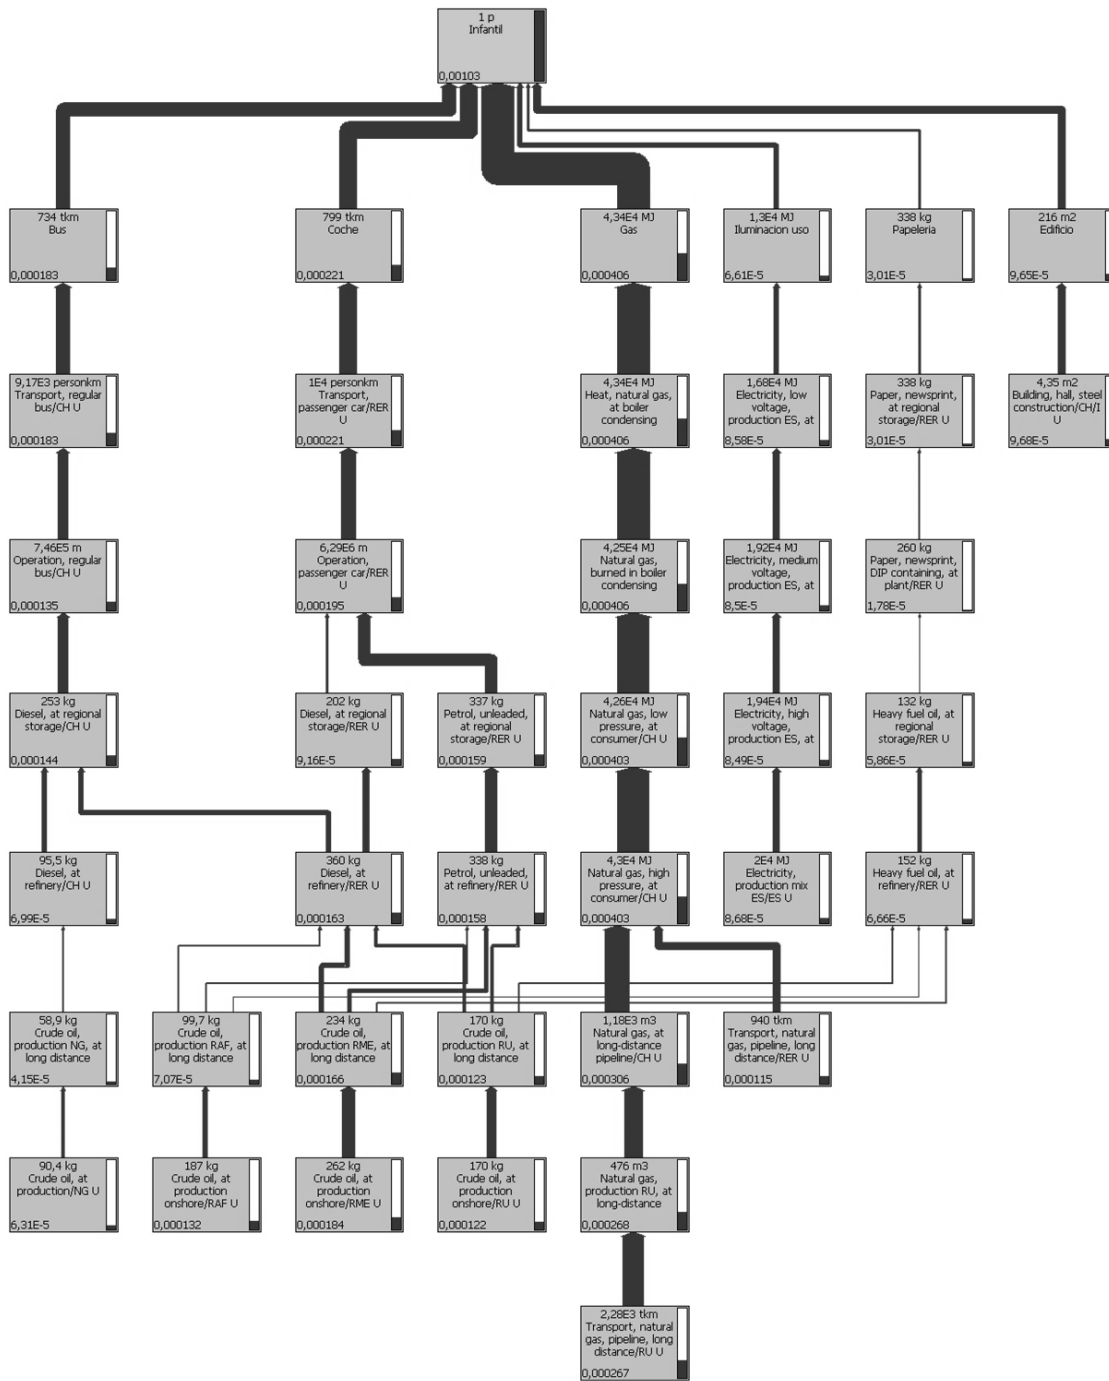 1 p
Infantil
0,00103
734 tkm
Bus
0,000183
799 tkm
Coche
0,000221
4,34E4 MJ
Gas
0,000406
1,3E4 MJ
Iluminacion uso
6,61E-5
338 kg
Papeleria
3,01E-5
216 m2
Edificio
9,65E-5
9,17E3 personkm
Transport, regular
bus/CH U
0,000183
1E4 personkm
Transport,
passenger car/RER
U
0,000221
4,34E4 MJ
Heat, natural gas,
at boiler
condensing
0,000406
1,68E4 MJ
Electricity, low
voltage,
production ES, at
8,58E-5
338 kg
Paper, newsprint,
at regional
storage/RER U
3,01E-5
4,35 m2
Building, hall, steel
construction/CH/I
U
9,68E-5
7,46E5 m
Operation, regular
bus/CH U
0,000135
6,29E6 m
Operation,
passenger car/RER
U
0,000195
4,25E4 MJ
Natural gas,
burned in boiler
condensing
0,000406
1,92E4 MJ
Electricity, medium
voltage,
production ES, at
8,5E-5
260 kg
Paper, newsprint,
DIP containing, at
plant/RER U
1,78E-5
253 kg
Diesel, at regional
storage/CH U
0,000144
202 kg
Diesel, at regional
storage/RER U
9,16E-5
337 kg
Petrol, unleaded,
at regional
storage/RER U
0,000159
4,26E4 MJ
Natural gas, low
pressure, at
consumer/CH U
0,000403
1,94E4 MJ
Electricity, high
voltage,
production ES, at
8,49E-5
132 kg
Heavy fuel oil, at
regional
storage/RER U
5,86E-5
95,5 kg
Diesel, at
refinery/CH U
6,99E-5
360 kg
Diesel, at
refinery/RER U
0,000163
338 kg
Petrol, unleaded,
at refinery/RER U
0,000158
4,3E4 MJ
Natural gas, high
pressure, at
consumer/CH U
0,000403
2E4 MJ
Electricity,
production mix
ES/ES U
8,68E-5
152 kg
Heavy fuel oil, at
refinery/RER U
6,66E-5
58,9 kg
Crude oil,
production NG, at
long distance
4,15E-5
99,7 kg
Crude oil,
production RAF, at
long distance
7,07E-5
234 kg
Crude oil,
production RME, at
long distance
0,000166
170 kg
Crude oil,
production RU, at
long distance
0,000123
1,18E3 m3
Natural gas, at
long-distance
pipeline/CH U
0,000306
940 tkm
Transport, natural
gas, pipeline, long
distance/RER U
0,000115
90,4 kg
Crude oil, at
production/NG U
6,31E-5
187 kg
Crude oil, at
production
onshore/RAF U
0,000132
262 kg
Crude oil, at
production
onshore/RME U
0,000184
170 kg
Crude oil, at
production
onshore/RU U
0,000122
476 m3
Natural gas,
production RU, at
long-distance
0,000268
2,28E3 tkm
Transport, natural
gas, pipeline, long
distance/RU U
0,000267